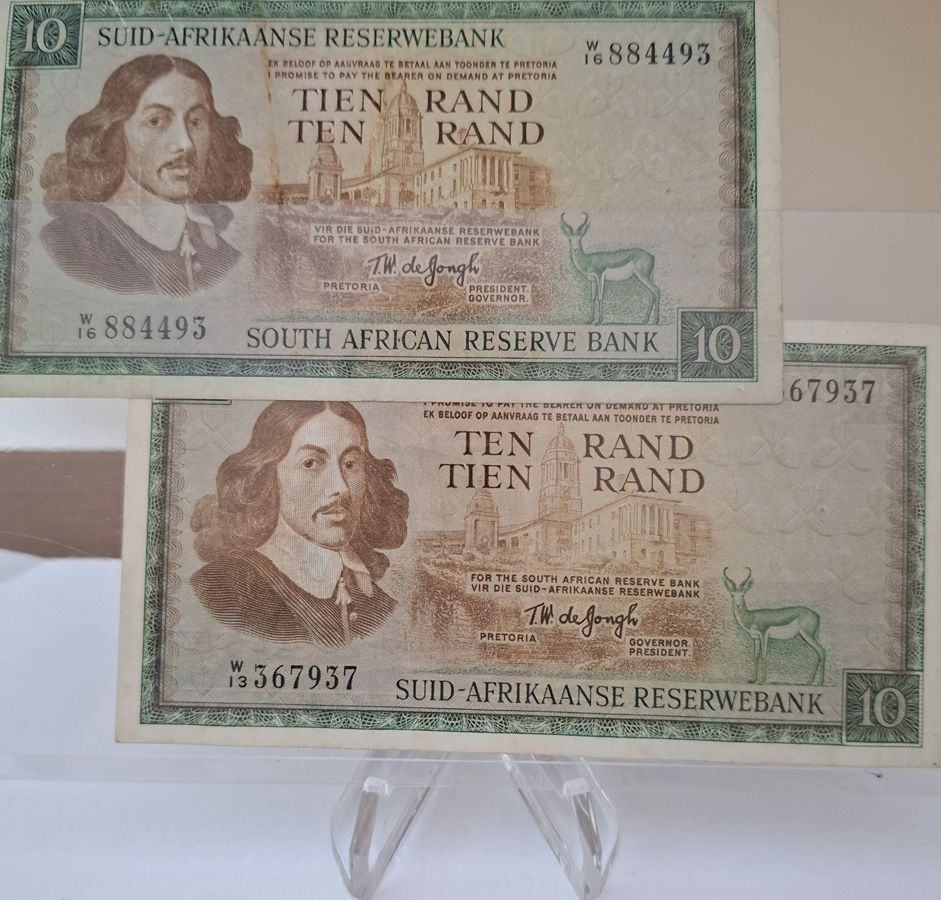 10
SUID-AFRIKAANSE RESERWEBANK
W/16 884493
EK BELOOF OP AANVRAAG TE BETAAL AAN TOONDER TE PRETORIA
I PROMISE TO PAY THE BEARER ON DEMAND AT PRETORIA
TIEN RAND
TEN RAND
VIR DIE SUID-AFRIKAANSE RESERWEBANK
FOR THE SOUTH AFRICAN RESERVE BANK
T.W. de Jongh
PRETORIA
PRESIDENT.
GOVERNOR.
W/16 884493
SOUTH AFRICAN RESERVE BANK
10
67937
I PROMISE TO PAY THE BEARER ON DEMAND AT PRETORIA
EK BELOOF OP AANVRAAG TE BETAAL AAN TOONDER TE PRETORIA
TEN RAND
TIEN RAND
FOR THE SOUTH AFRICAN RESERVE BANK
VIR DIE SUID-AFRIKAANSE RESERWEBANK
T.W. de Jongh
PRETORIA
GOVERNOR.
PRESIDENT.
W/13 367937
SUID-AFRIKAANSE RESERWEBANK
10